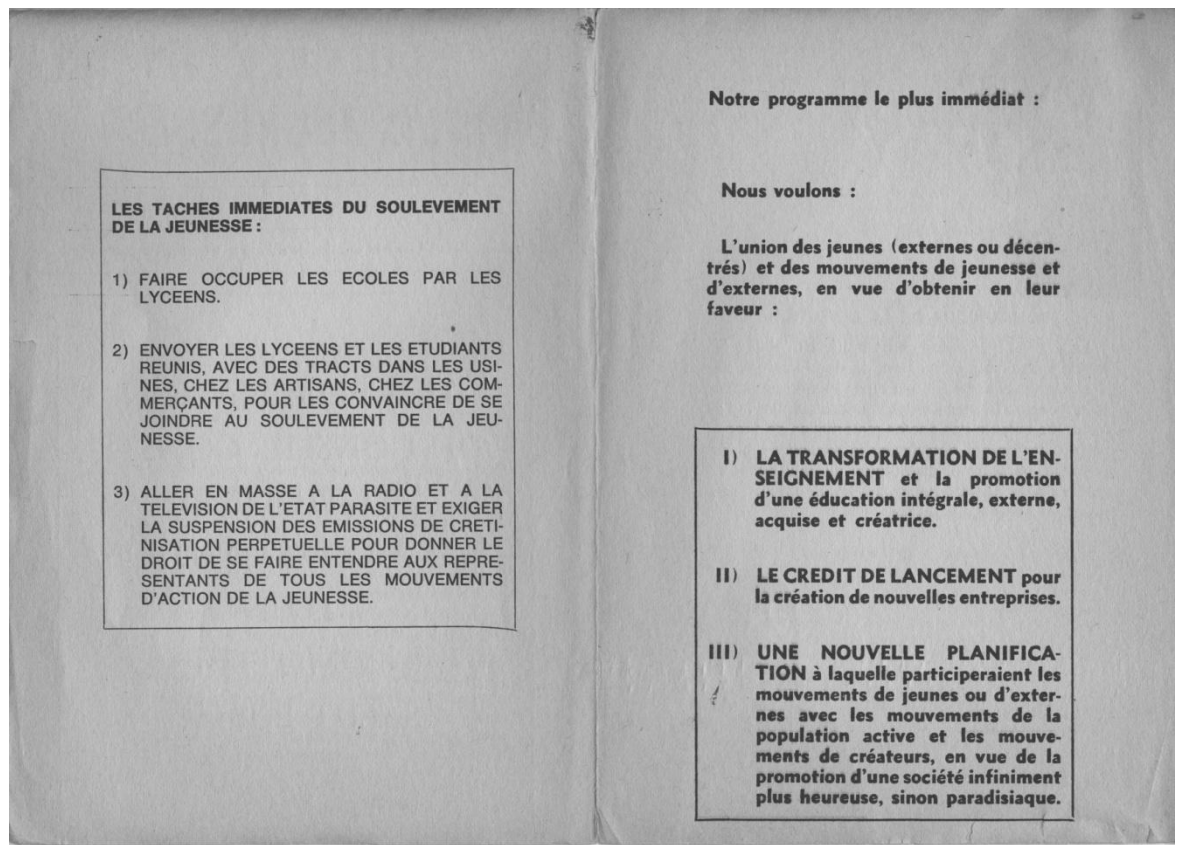 LES TACHES IMMEDIATES DU SOULEVEMENT
DE LA JEUNESSE :
1) FAIRE OCCUPER LES ECOLES PAR LES
LYCEENS.
2) ENVOYER LES LYCEENS ET LES ETUDIANTS
REUNIS, AVEC DES TRACTS DANS LES USI-
NES, CHEZ LES ARTISANS, CHEZ LES COM-
MERÇANTS, POUR LES CONVAINCRE DE SE
JOINDRE AU SOULEVEMENT DE LA JEU-
NESSE.
3) ALLER EN MASSE A LA RADIO ET A LA
TELEVISION DE L'ETAT PARASITE ET EXIGER
LA SUSPENSION DES EMISSIONS DE CRETI-
NISATION PERPETUELLE POUR DONNER LE
DROIT DE SE FAIRE ENTENDRE AUX REPRE-
SENTANTS DE TOUS LES MOUVEMENTS
D'ACTION DE LA JEUNESSE.
Notre programme le plus immédiat :
Nous voulons :
L'union des jeunes (externes ou décen-
trés) et des mouvements de jeunesse et
d'externes, en vue d'obtenir en leur
faveur :
I) LA TRANSFORMATION DE L'EN-
SEIGNEMENT et la promotion
d'une éducation intégrale, externe,
acquise et créatrice.
II) LE CREDIT DE LANCEMENT pour
la création de nouvelles entreprises.
III) UNE NOUVELLE PLANIFICA-
TION à laquelle participeraient les
mouvements de jeunes ou d'exter-
nes avec les mouvements de la
population active et les mouve-
ments de créateurs, en vue de la
promotion d'une société infiniment
plus heureuse, sinon paradisiaque.